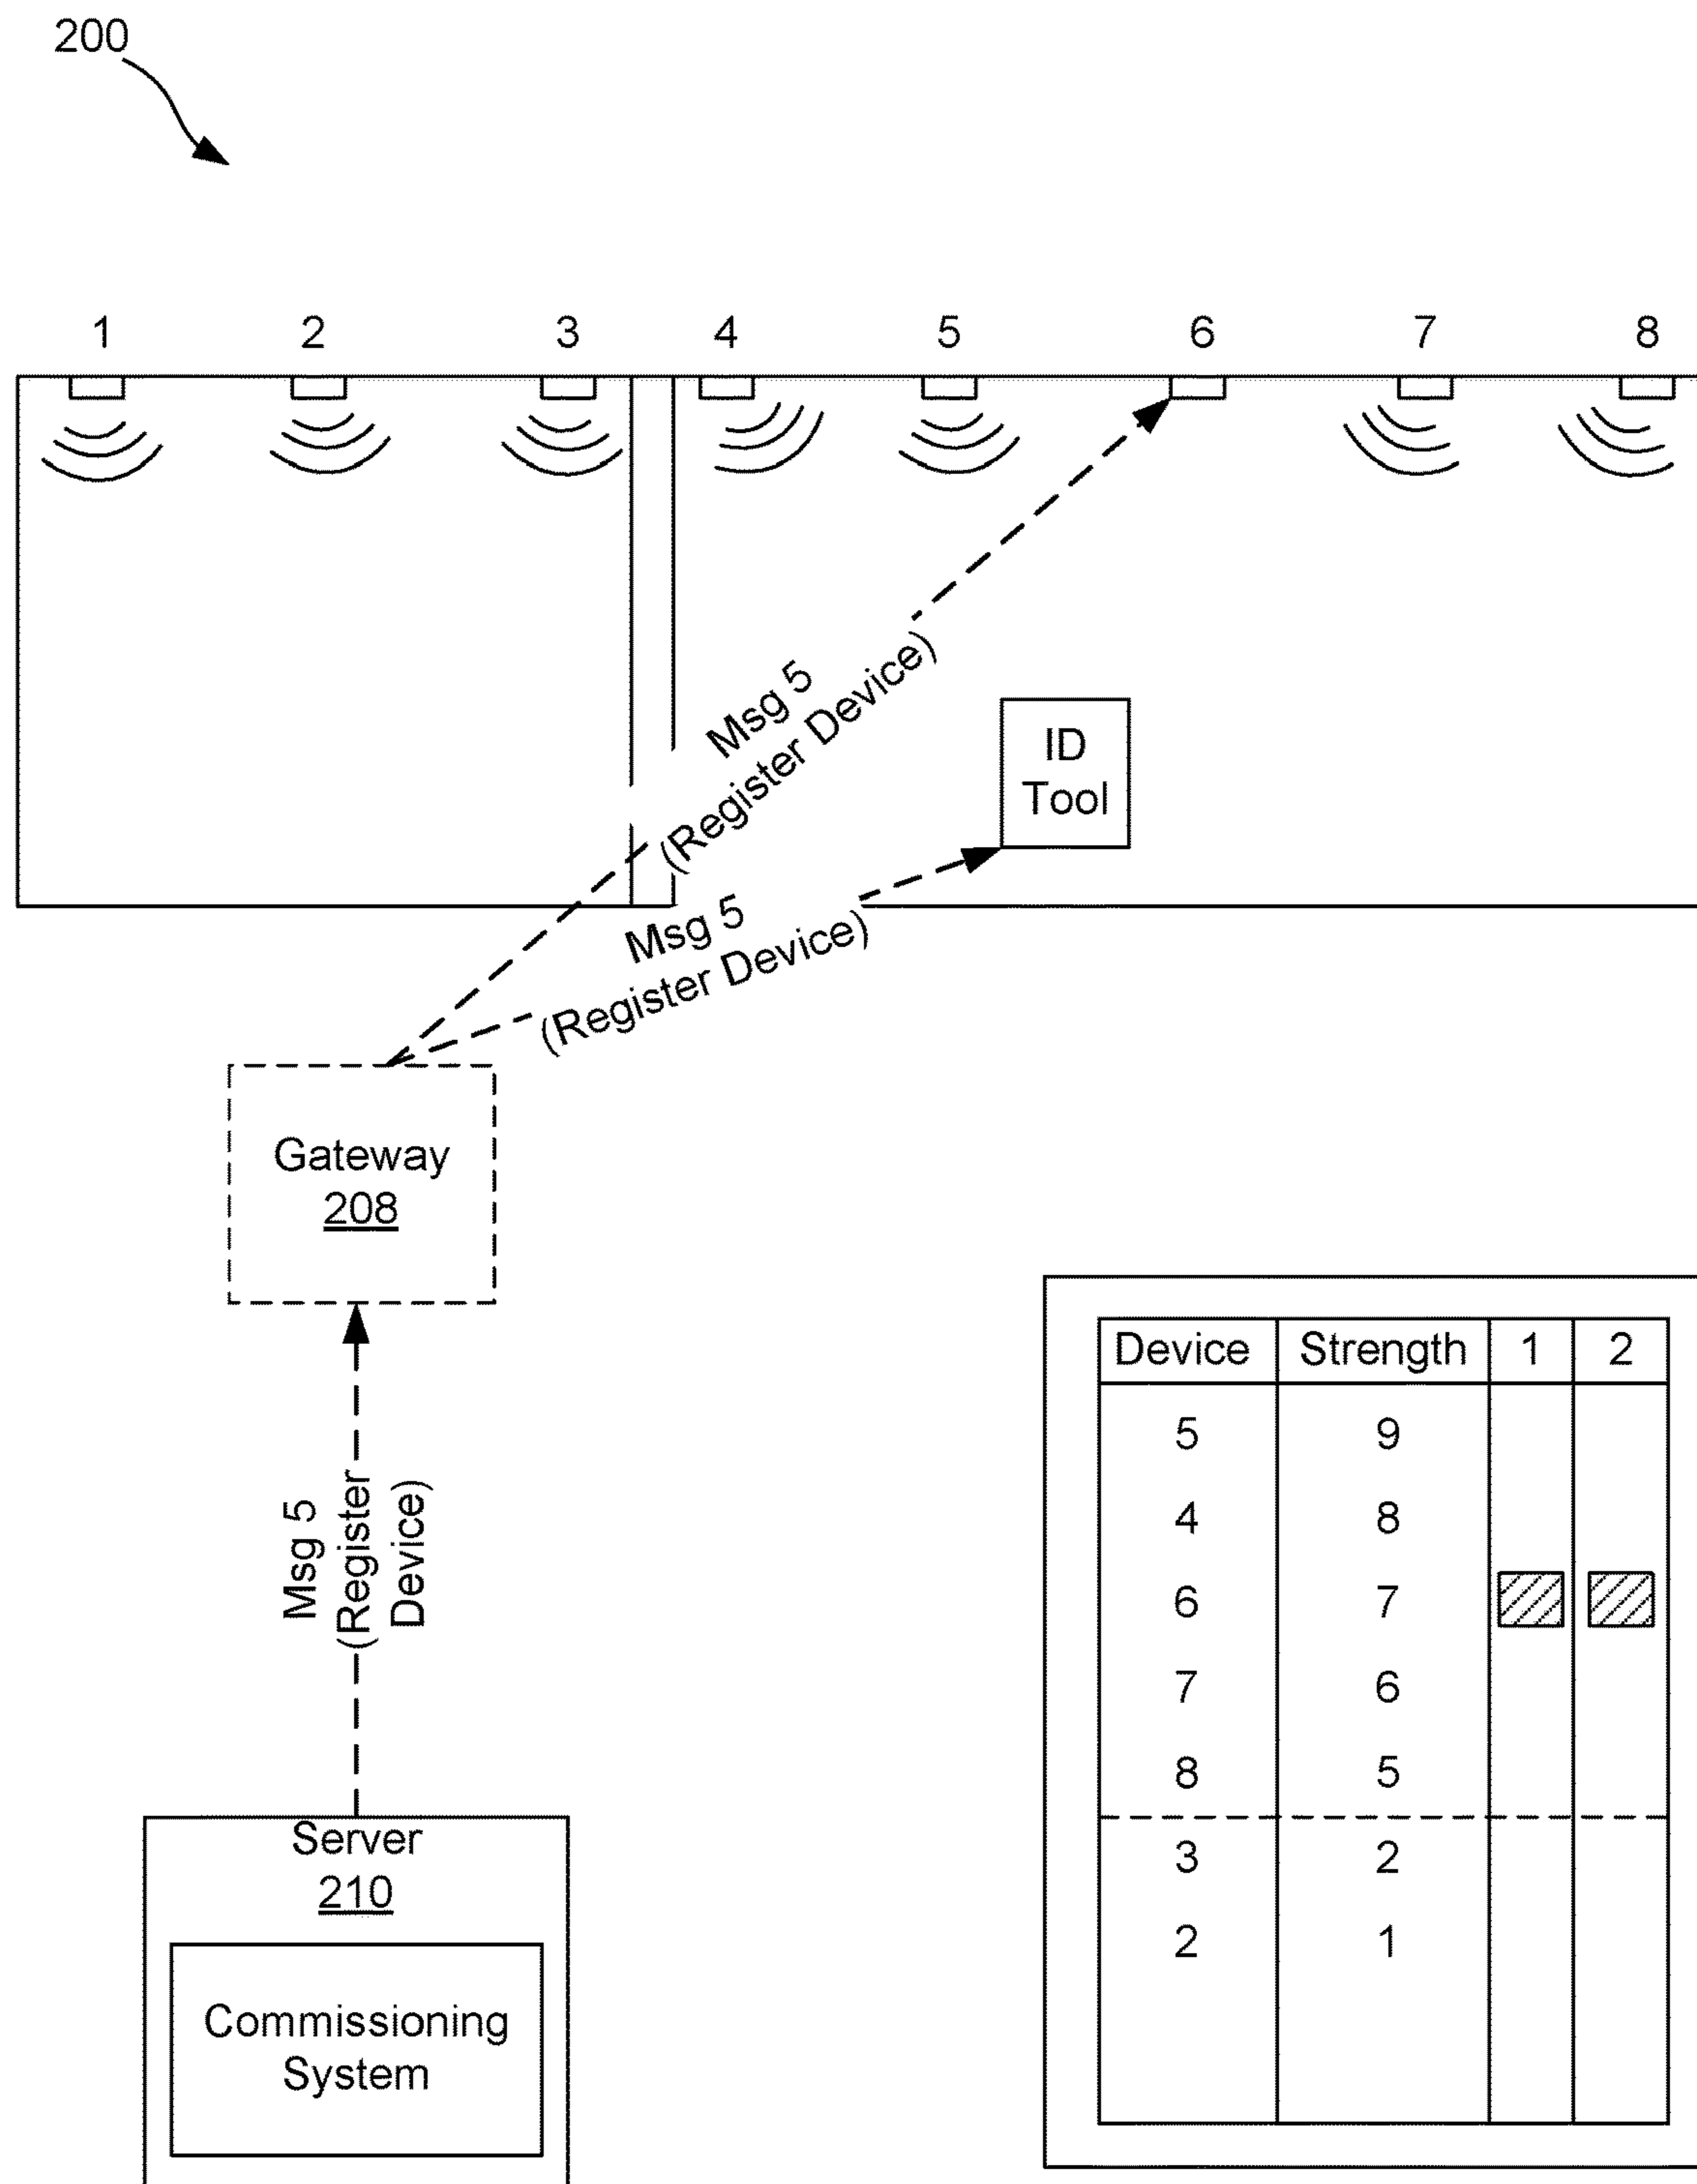 200
1 2 3 4 5 6 7 8
Msg 5
(Register Device)
ID
Tool
Msg 5
(Register Device)
Gateway
208
Msg 5
(Register
Device)
Server
210
Commissioning
System
Device Strength 1 2
5 9
4 8
6 7
7 6
8 5
3 2
2 1